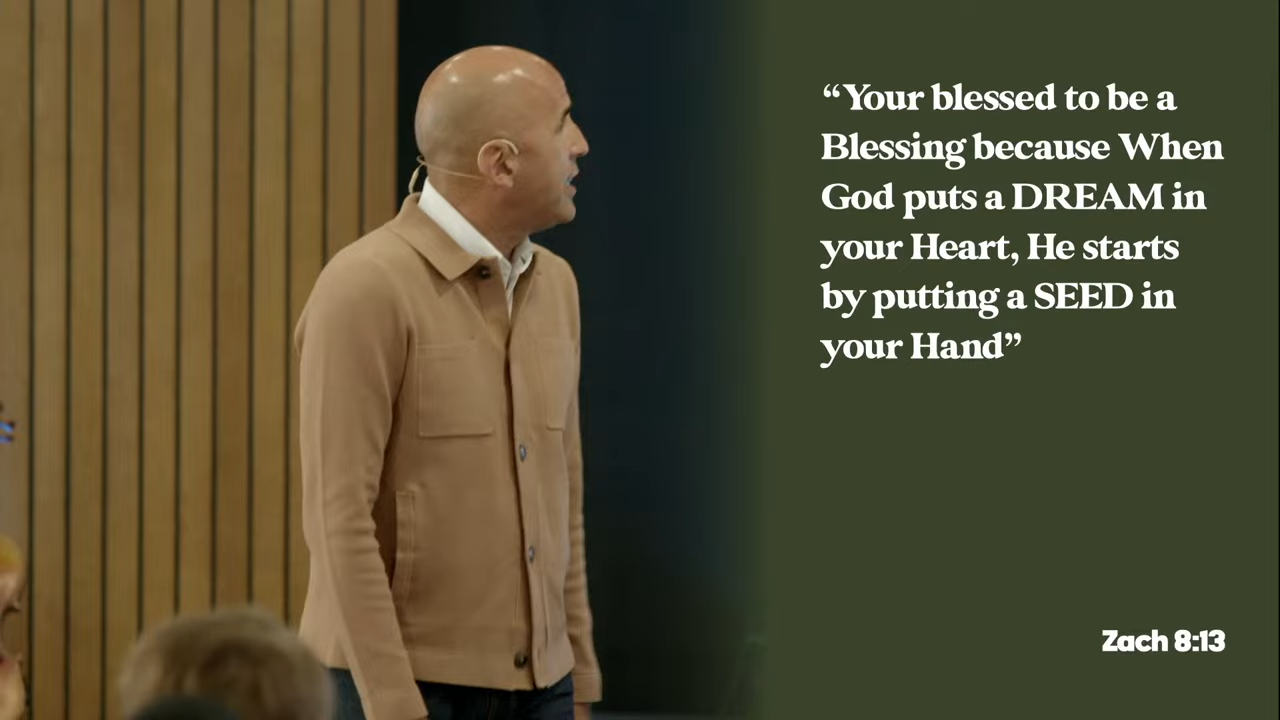 “Your blessed to be a
Blessing because When
God puts a DREAM in
your Heart, He starts
by putting a SEED in
your Hand”
Zach 8:13